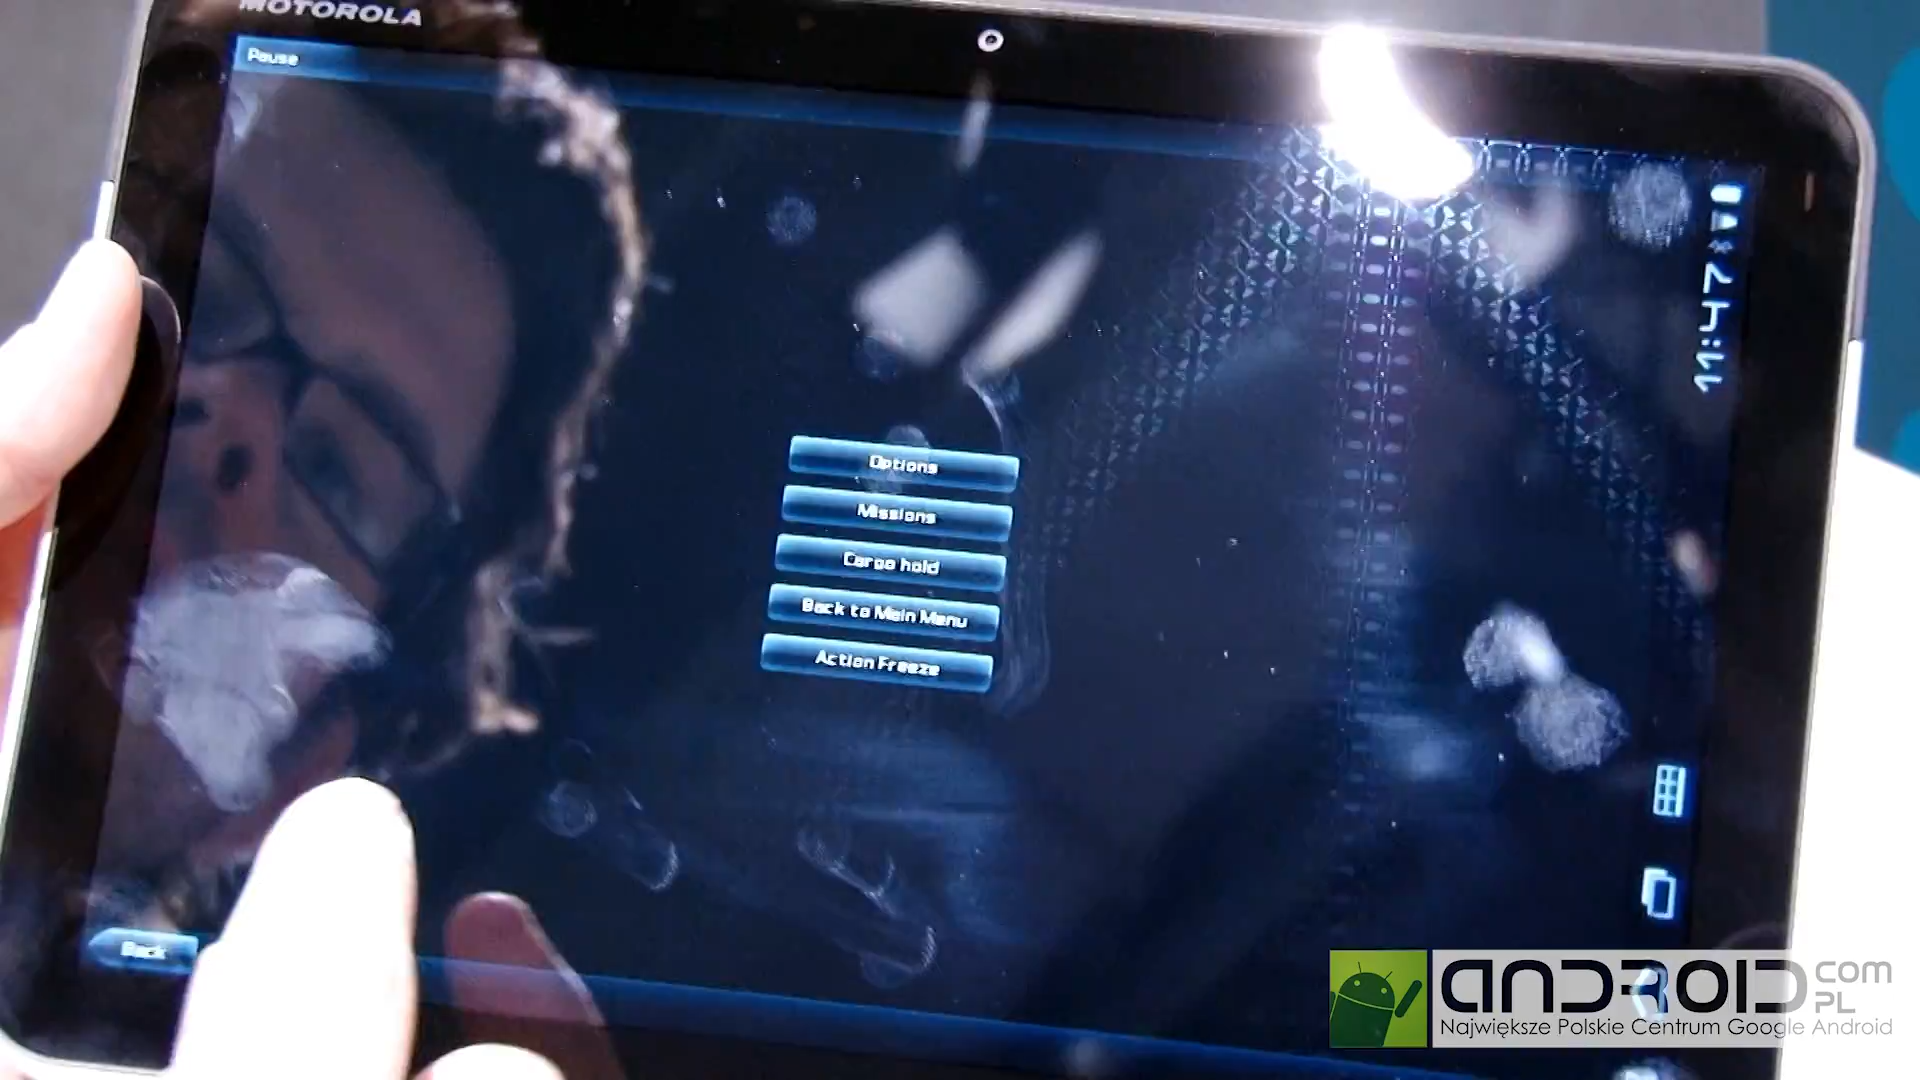 MOTOROLA
Pause
11:47
Options
Missions
Cargo hold
Back to Main Menu
Action Freeze
Back
ANDROID.com.PL
Największe Polskie Centrum Google Android